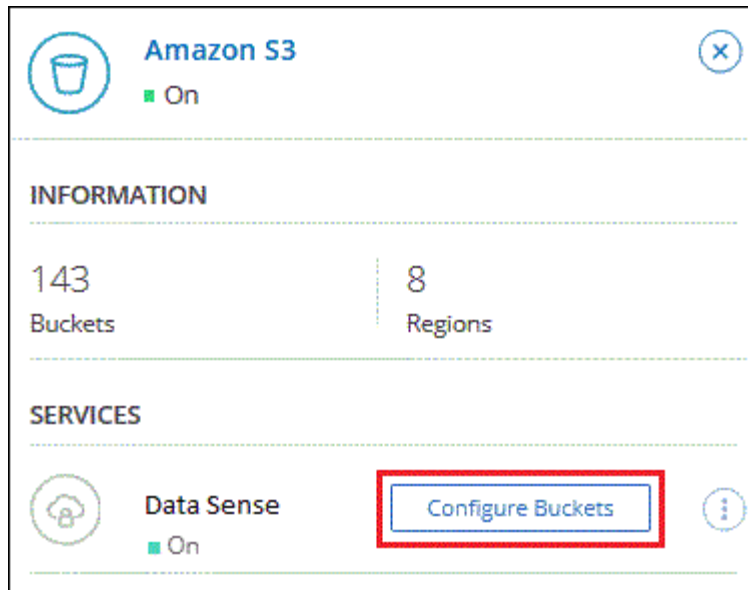 Amazon S3
On
INFORMATION
143
Buckets
8
Regions
SERVICES
Data Sense
On
Configure Buckets